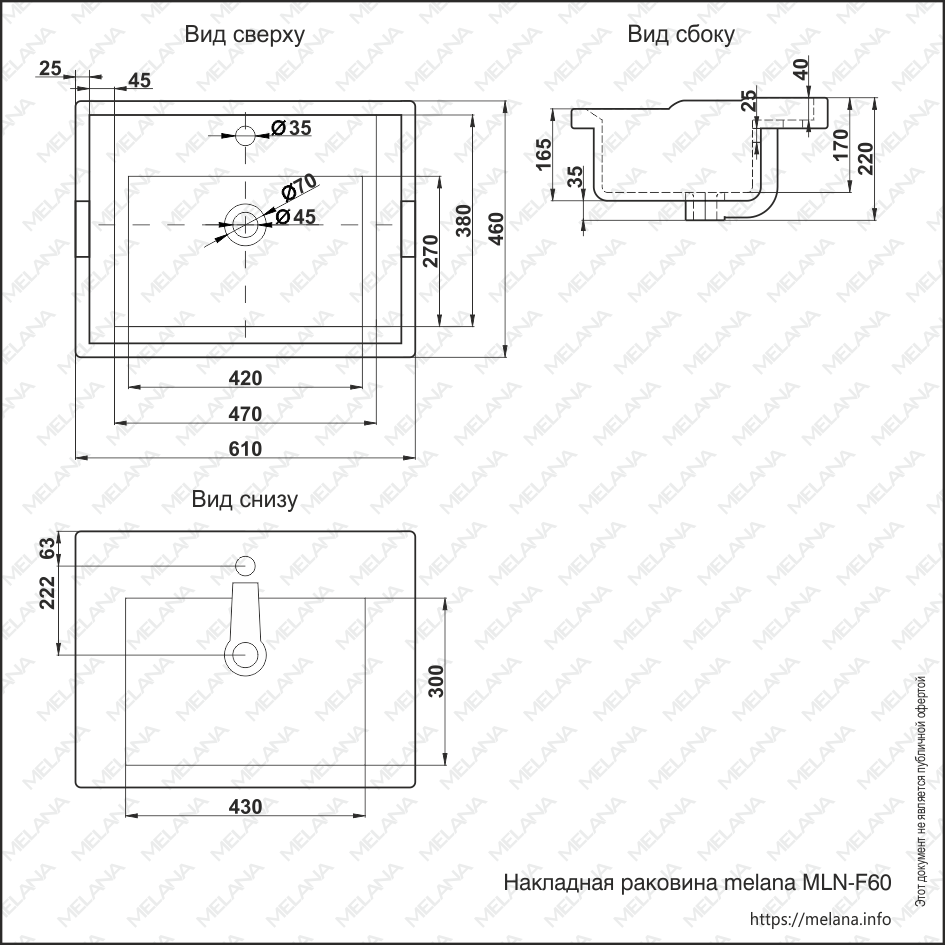 Вид сверху
Вид сбоку
25
45
Ø35
Ø70
Ø45
270
380
460
420
470
610
40
25
165
35
170
220
Вид снизу
63
222
300
430
Этот документ не является публичной офертой
Накладная раковина melana MLN-F60
https://melana.info
MELANA